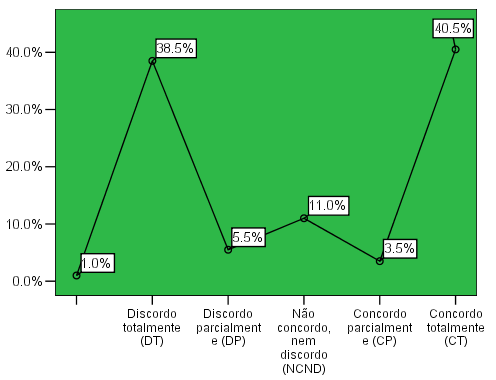 40.0%
30.0%
20.0%
10.0%
0.0%
1.0%
38.5%
5.5%
11.0%
3.5%
40.5%
Discordo
totalmente
(DT)
Discordo
parcialment
e (DP)
Não
concordo,
nem
discordo
(NCND)
Concordo
parcialment
e (CP)
Concordo
totalmente
(CT)